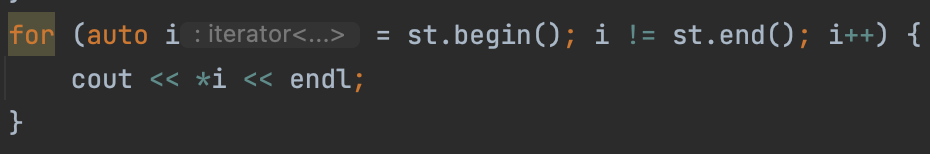 for (auto i : iterator<...> = st.begin(); i != st.end(); i++) {
    cout << *i << endl;
}